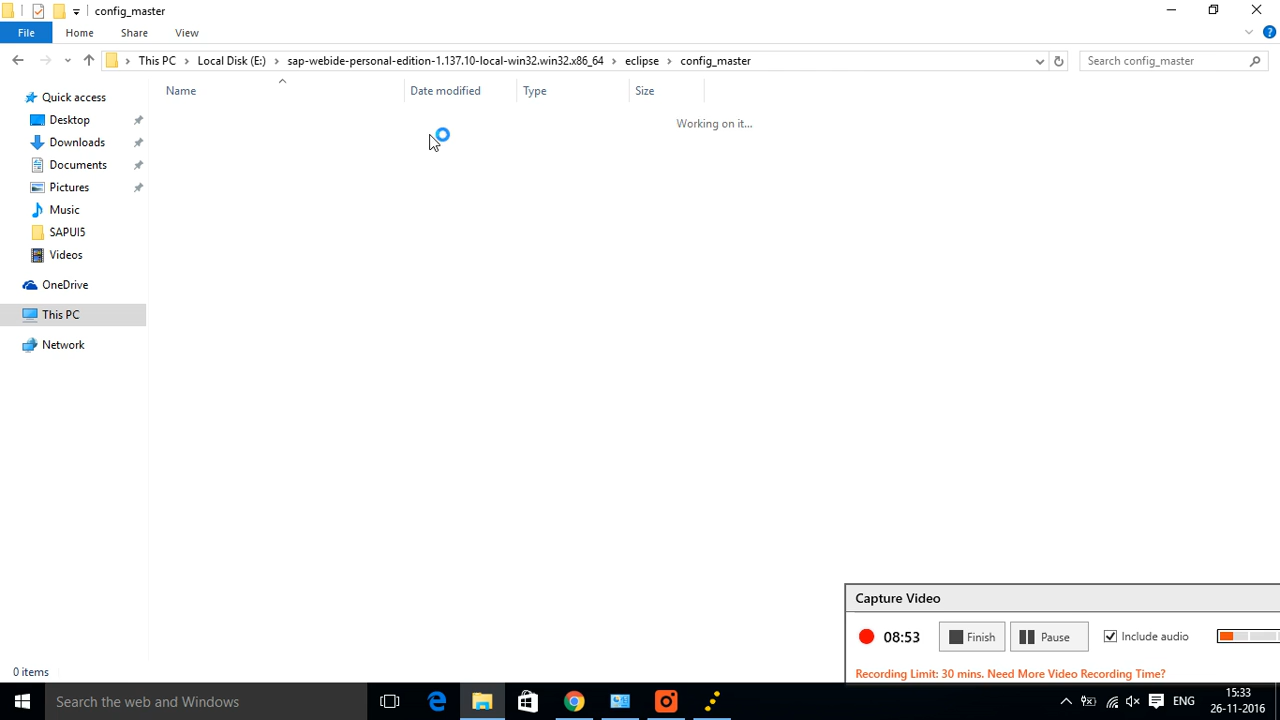 config_master
File Home Share View
This PC Local Disk (E:) sap-webide-personal-edition-1.137.10-local-win32.win32.x86_64 eclipse config_master Search config_master
Name Date modified Type Size
Working on it...
Quick access
Desktop
Downloads
Documents
Pictures
Music
SAPUI5
Videos
OneDrive
This PC
Network
Capture Video
08:53 Finish Pause Include audio
Recording Limit: 30 mins. Need More Video Recording Time?
0 items
Search the web and Windows
ENG
15:33
26-11-2016